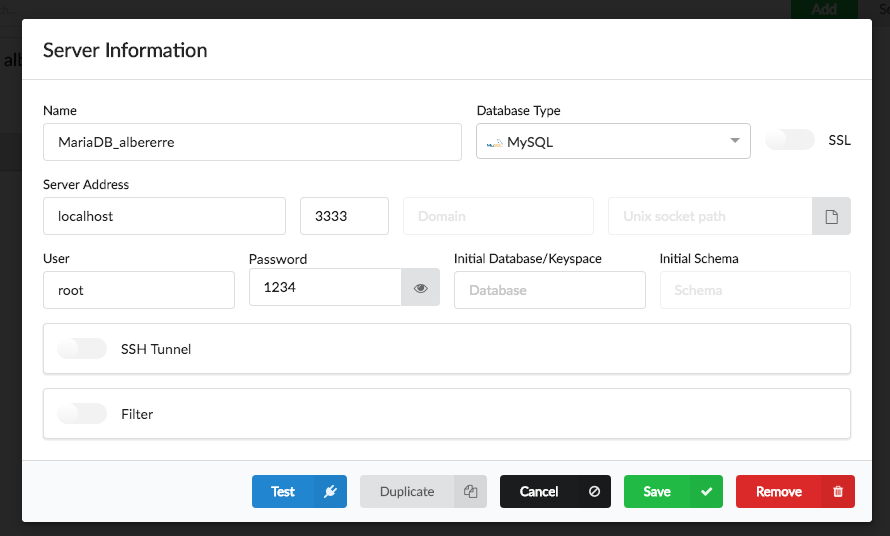 Add
alb
Server Information
Name
Database Type
MariaDB_albererre
MySQL
SSL
Server Address
localhost
3333
Domain
Unix socket path
User
Password
Initial Database/Keyspace
Initial Schema
root
1234
Database
Schema
SSH Tunnel
Filter
Test
Duplicate
Cancel
Save
Remove